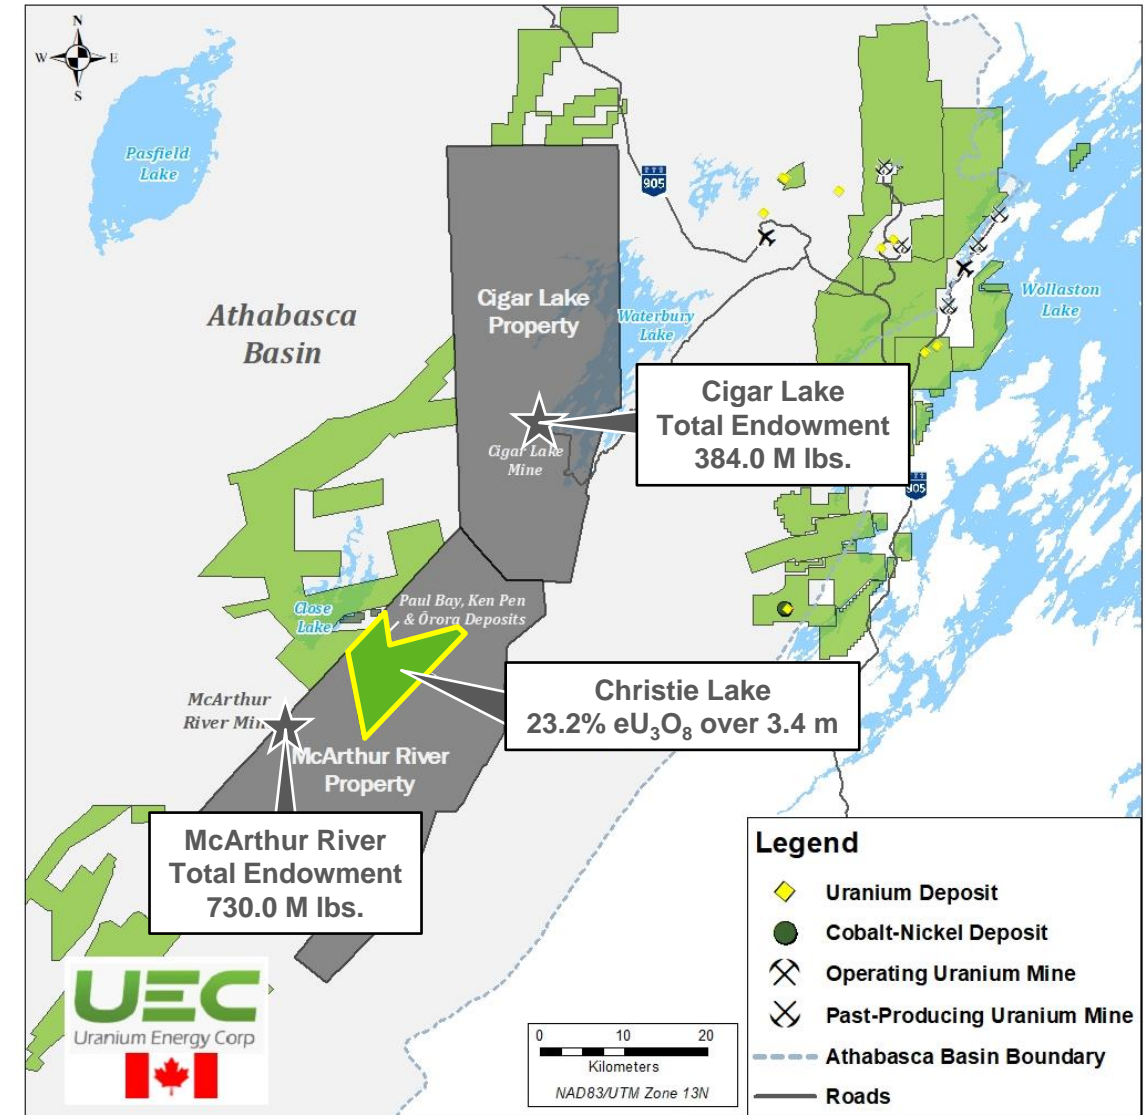 N
W
E
S
Pasfield
Lake
905
Athabasca
Basin
Cigar Lake
Property
Waterbury
Lake
Wollaston
Lake
Cigar Lake
Total Endowment
384.0 M lbs.
Cigar Lake
Mine
905
Close
Lake
Paul Bay, Ken Pen
& Ōrora Deposits
Christie Lake
23.2% eU₃O₈ over 3.4 m
McArthur
River Min
McArthur River
Property
McArthur River
Total Endowment
730.0 M lbs.
Legend
Uranium Deposit
Cobalt-Nickel Deposit
Operating Uranium Mine
Past-Producing Uranium Mine
Athabasca Basin Boundary
Roads
UEC
Uranium Energy Corp
0 10 20
Kilometers
NAD83/UTM Zone 13N